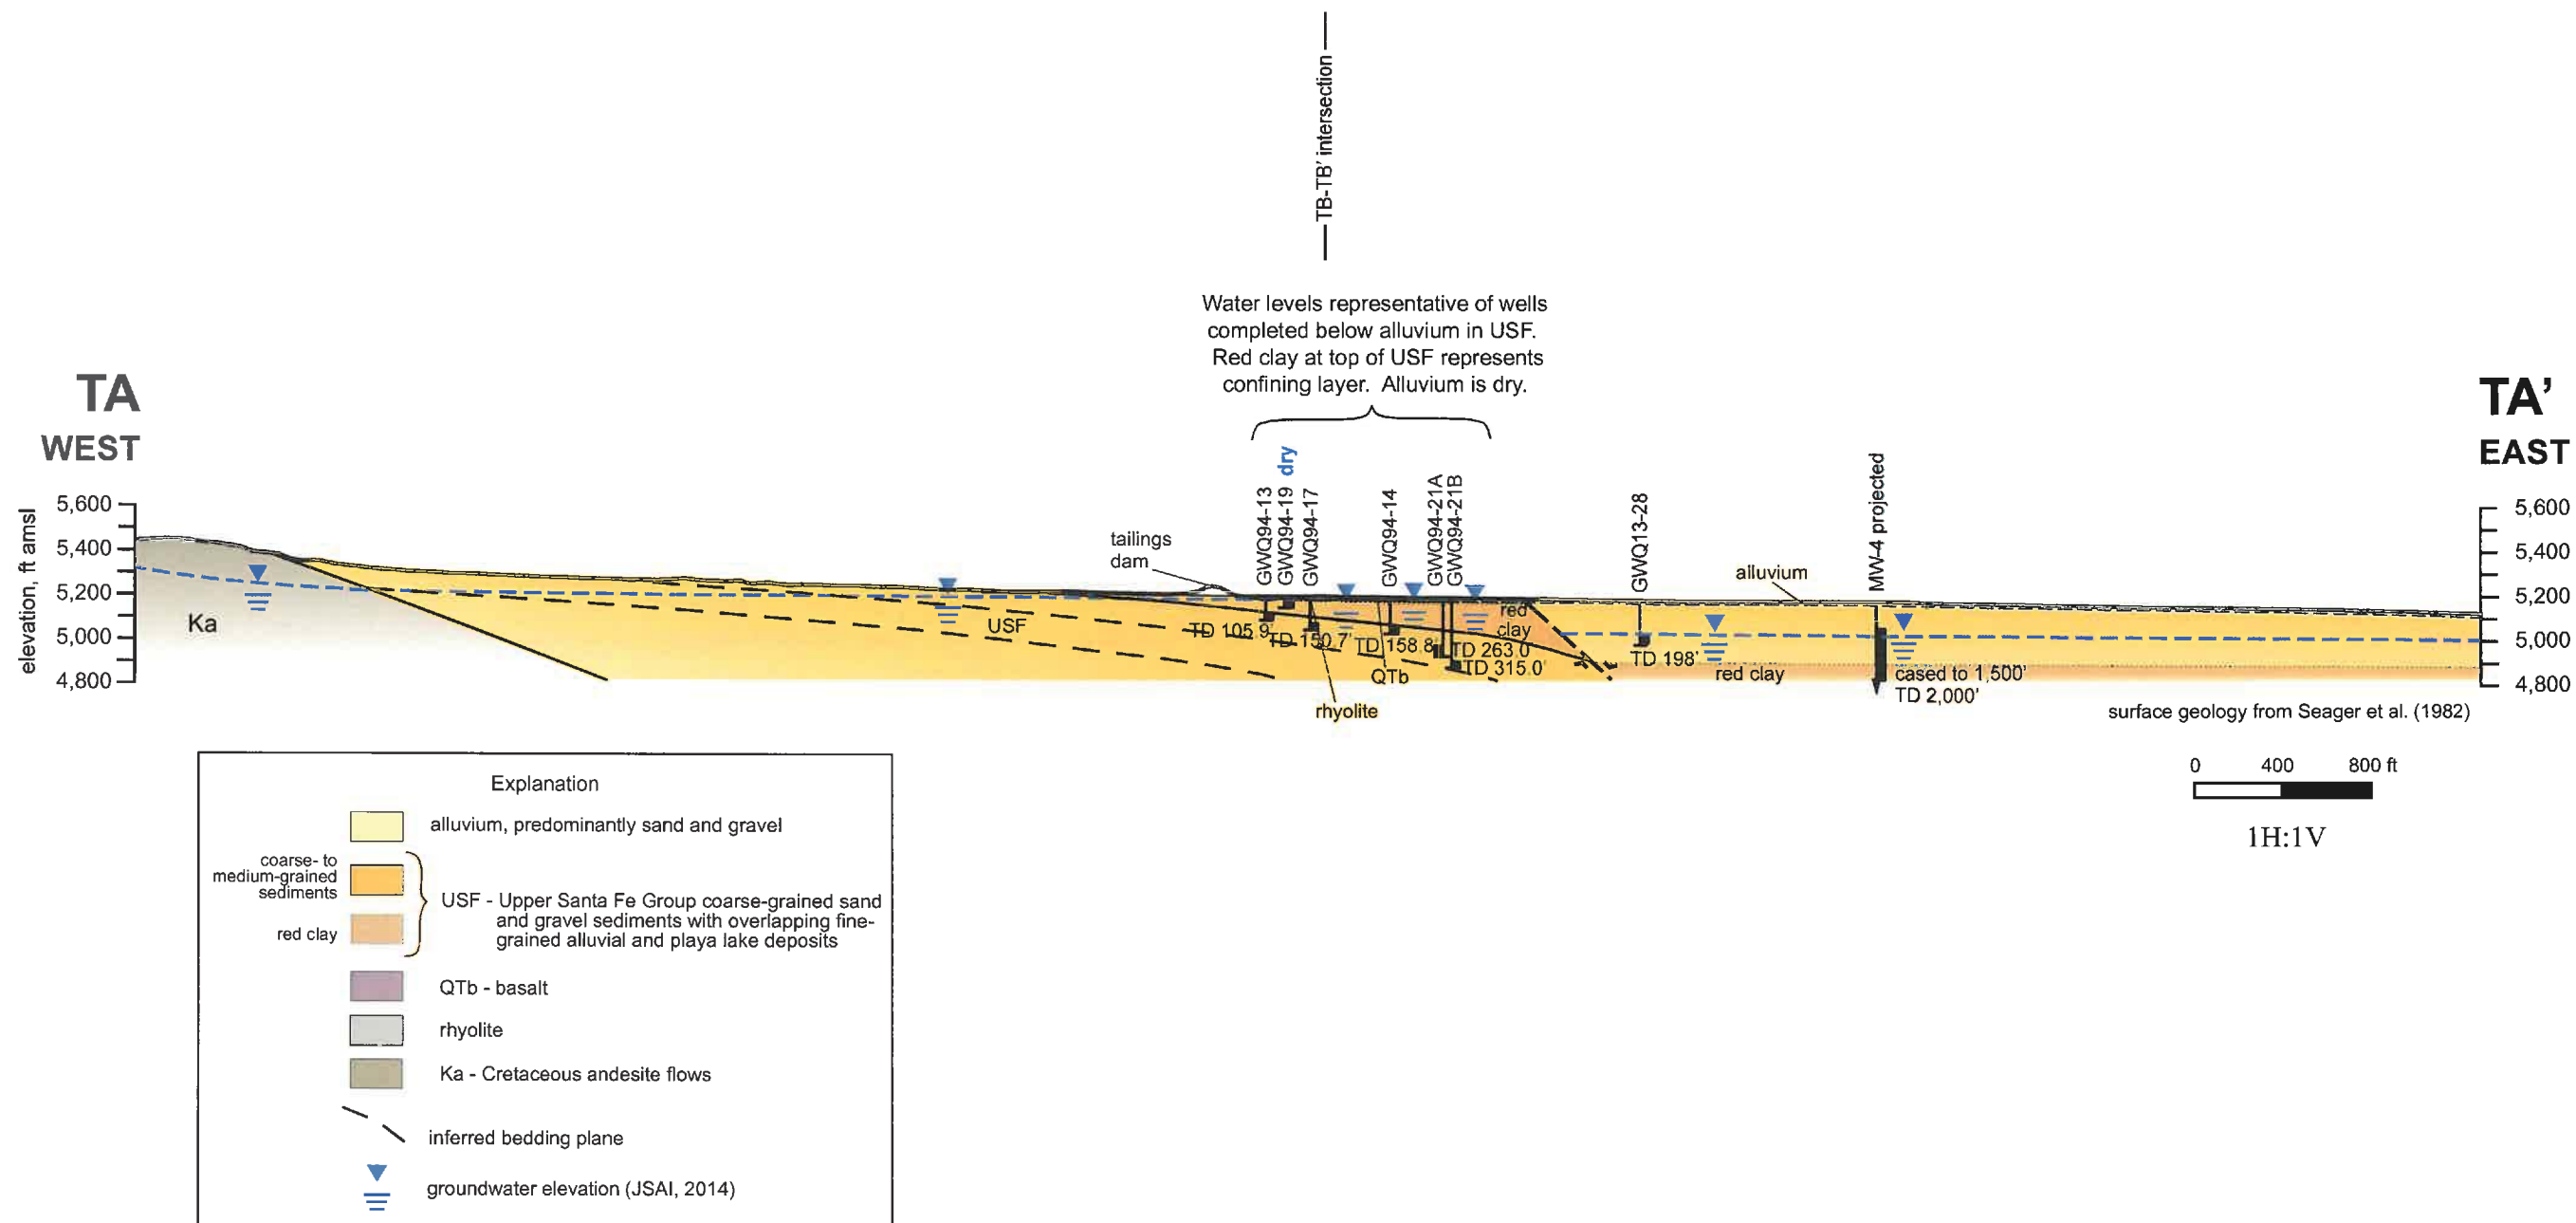 TB-TB' intersection
Water levels representative of wells
completed below alluvium in USF.
Red clay at top of USF represents
confining layer. Alluvium is dry.
TA
WEST
TA'
EAST
elevation, ft amsl
5,600
5,400
5,200
5,000
4,800
5,600
5,400
5,200
5,000
4,800
tailings
dam
GWQ94-13
GWQ94-19 dry
GWQ94-17
GWQ94-14
GWQ94-21A
GWQ94-21B
GWQ13-28
MW-4 projected
alluvium
Ka
USF
red
clay
TD 105.9'
TD 150.7'
TD 158.8'
TD 263.0'
TD 315.0'
QTb
rhyolite
TD 198'
red clay
cased to 1,500'
TD 2,000'
surface geology from Seager et al. (1982)
0 400 800 ft
1H:1V
Explanation
alluvium, predominantly sand and gravel
coarse- to
medium-grained
sediments
red clay
USF - Upper Santa Fe Group coarse-grained sand
and gravel sediments with overlapping fine-
grained alluvial and playa lake deposits
QTb - basalt
rhyolite
Ka - Cretaceous andesite flows
inferred bedding plane
groundwater elevation (JSAI, 2014)